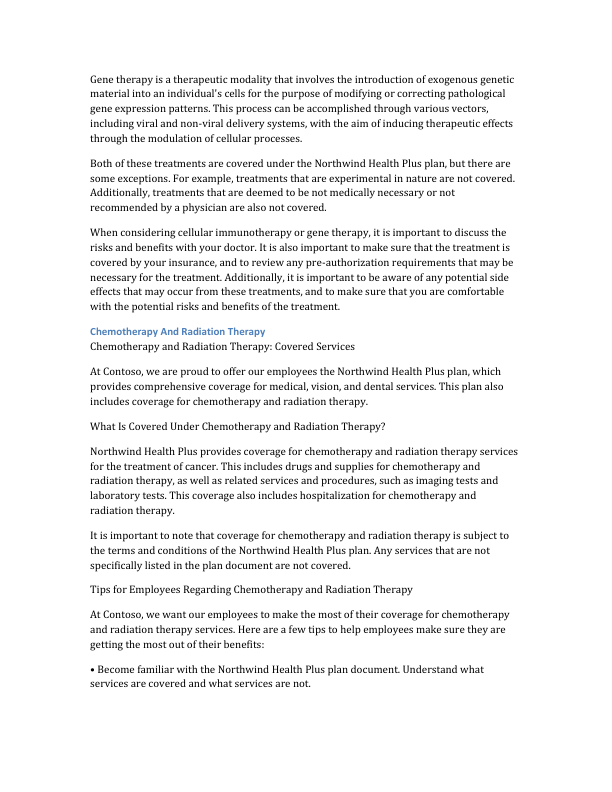 Gene therapy is a therapeutic modality that involves the introduction of exogenous genetic
material into an individual's cells for the purpose of modifying or correcting pathological
gene expression patterns. This process can be accomplished through various vectors,
including viral and non-viral delivery systems, with the aim of inducing therapeutic effects
through the modulation of cellular processes.
Both of these treatments are covered under the Northwind Health Plus plan, but there are
some exceptions. For example, treatments that are experimental in nature are not covered.
Additionally, treatments that are deemed to be not medically necessary or not
recommended by a physician are also not covered.
When considering cellular immunotherapy or gene therapy, it is important to discuss the
risks and benefits with your doctor. It is also important to make sure that the treatment is
covered by your insurance, and to review any pre-authorization requirements that may be
necessary for the treatment. Additionally, it is important to be aware of any potential side
effects that may occur from these treatments, and to make sure that you are comfortable
with the potential risks and benefits of the treatment.
Chemotherapy And Radiation Therapy
Chemotherapy and Radiation Therapy: Covered Services
At Contoso, we are proud to offer our employees the Northwind Health Plus plan, which
provides comprehensive coverage for medical, vision, and dental services. This plan also
includes coverage for chemotherapy and radiation therapy.
What Is Covered Under Chemotherapy and Radiation Therapy?
Northwind Health Plus provides coverage for chemotherapy and radiation therapy services
for the treatment of cancer. This includes drugs and supplies for chemotherapy and
radiation therapy, as well as related services and procedures, such as imaging tests and
laboratory tests. This coverage also includes hospitalization for chemotherapy and
radiation therapy.
It is important to note that coverage for chemotherapy and radiation therapy is subject to
the terms and conditions of the Northwind Health Plus plan. Any services that are not
specifically listed in the plan document are not covered.
Tips for Employees Regarding Chemotherapy and Radiation Therapy
At Contoso, we want our employees to make the most of their coverage for chemotherapy
and radiation therapy services. Here are a few tips to help employees make sure they are
getting the most out of their benefits:
• Become familiar with the Northwind Health Plus plan document. Understand what
services are covered and what services are not.